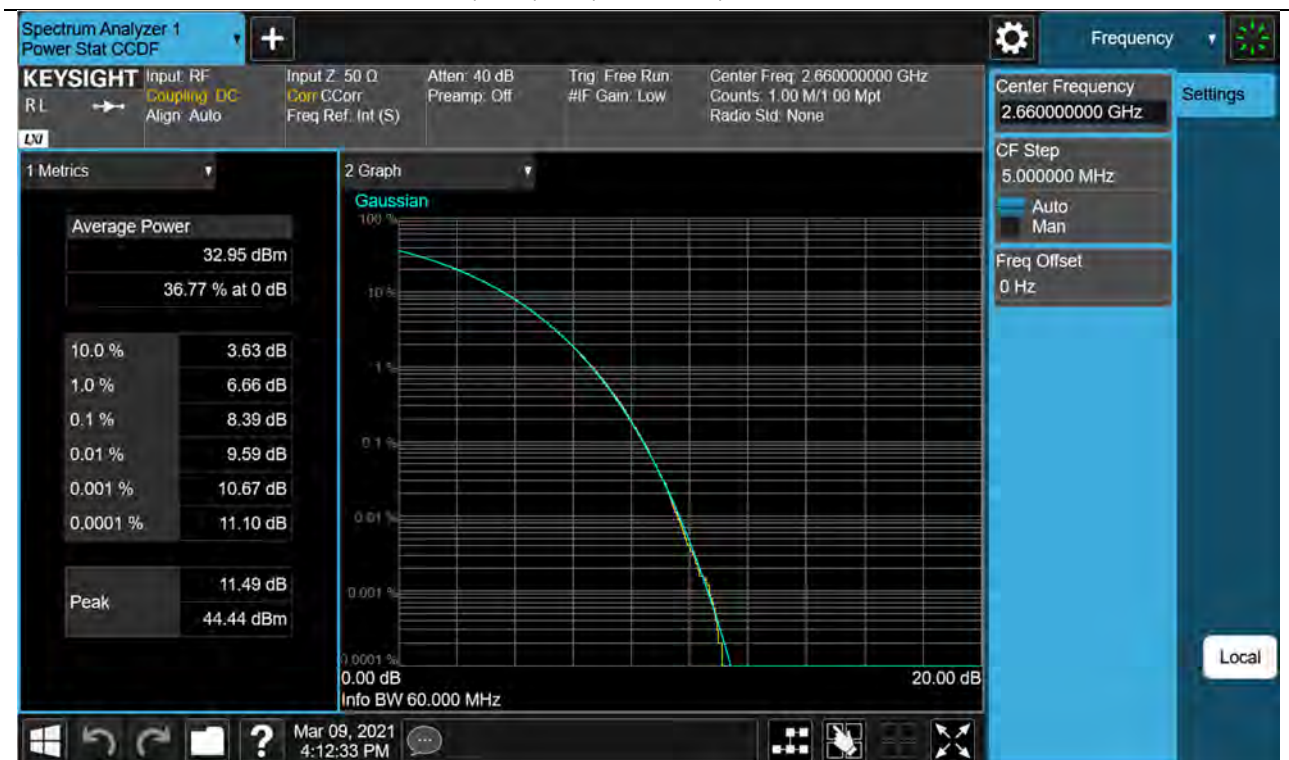 Spectrum Analyzer 1
Power Stat CCDF
Frequency
KEYSIGHT
RL
LXI
Input: RF
Coupling: DC
Align: Auto
Input Z: 50 Ω
Corr CCorr
Freq Ref: Int (S)
Atten: 40 dB
Preamp: Off
Trig: Free Run
#IF Gain: Low
Center Freq: 2.660000000 GHz
Counts: 1.00 M/1.00 Mpt
Radio Std: None
Center Frequency
2.660000000 GHz
Settings
CF Step
5.000000 MHz
Auto
Man
Freq Offset
0 Hz
1 Metrics
Average Power
32.95 dBm
36.77 % at 0 dB
10.0 % 3.63 dB
1.0 % 6.66 dB
0.1 % 8.39 dB
0.01 % 9.59 dB
0.001 % 10.67 dB
0.0001 % 11.10 dB
Peak
11.49 dB
44.44 dBm
2 Graph
Gaussian
100 %
10 %
1 %
0.1 %
0.01 %
0.001 %
0.0001 %
0.00 dB 20.00 dB
Info BW 60.000 MHz
Local
?
Mar 09, 2021
4:12:33 PM